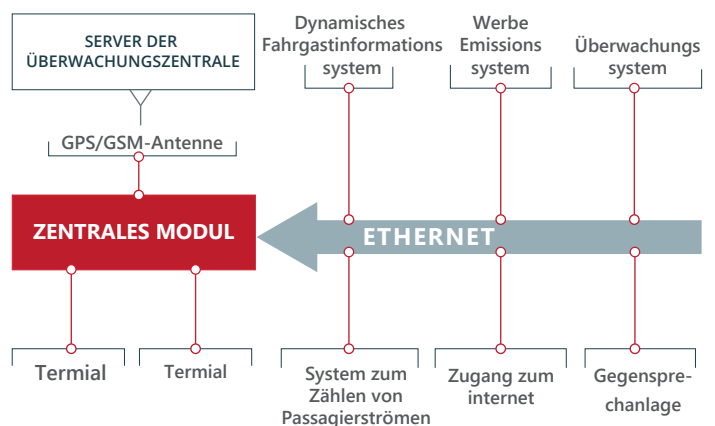 SERVER DER
ÜBERWACHUNGSZENTRALE
Dynamisches
Fahrgastinformations
system
Werbe
Emissions
system
Überwachungs
system
GPS/GSM-Antenne
ZENTRALES MODUL
ETHERNET
Termial
Termial
System zum
Zählen von
Passagierströmen
Zugang zum
internet
Gegenspre-
chanlage